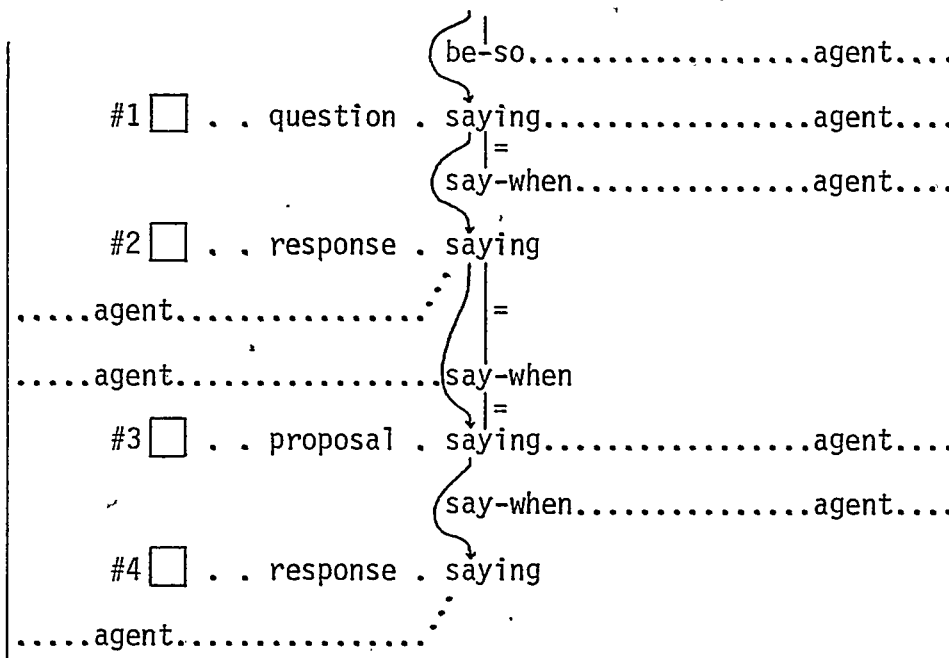 be-so.................agent....
#1 □ . . question . saying................agent....
=
say-when..............agent....
#2 □ . . response . saying
.....agent................
=
.....agent.................say-when
=
#3 □ . . proposal . saying................agent....
say-when..............agent....
#4 □ . . response . saying
.....agent................